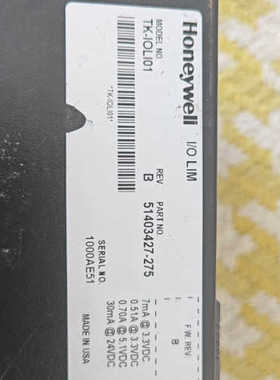 Honeywell I/O LIM
MODEL NO. REV PART NO. F.W. REV.
TK-IOLI01 B 51403427-275 B
*TK-IOLI01*
7mA @ 3.3VDC
0.51A @ 3.3VDC
0.70A @ 5.1VDC
30mA @ 24VDC
SERIAL NO.
1000AE51
MADE IN USA